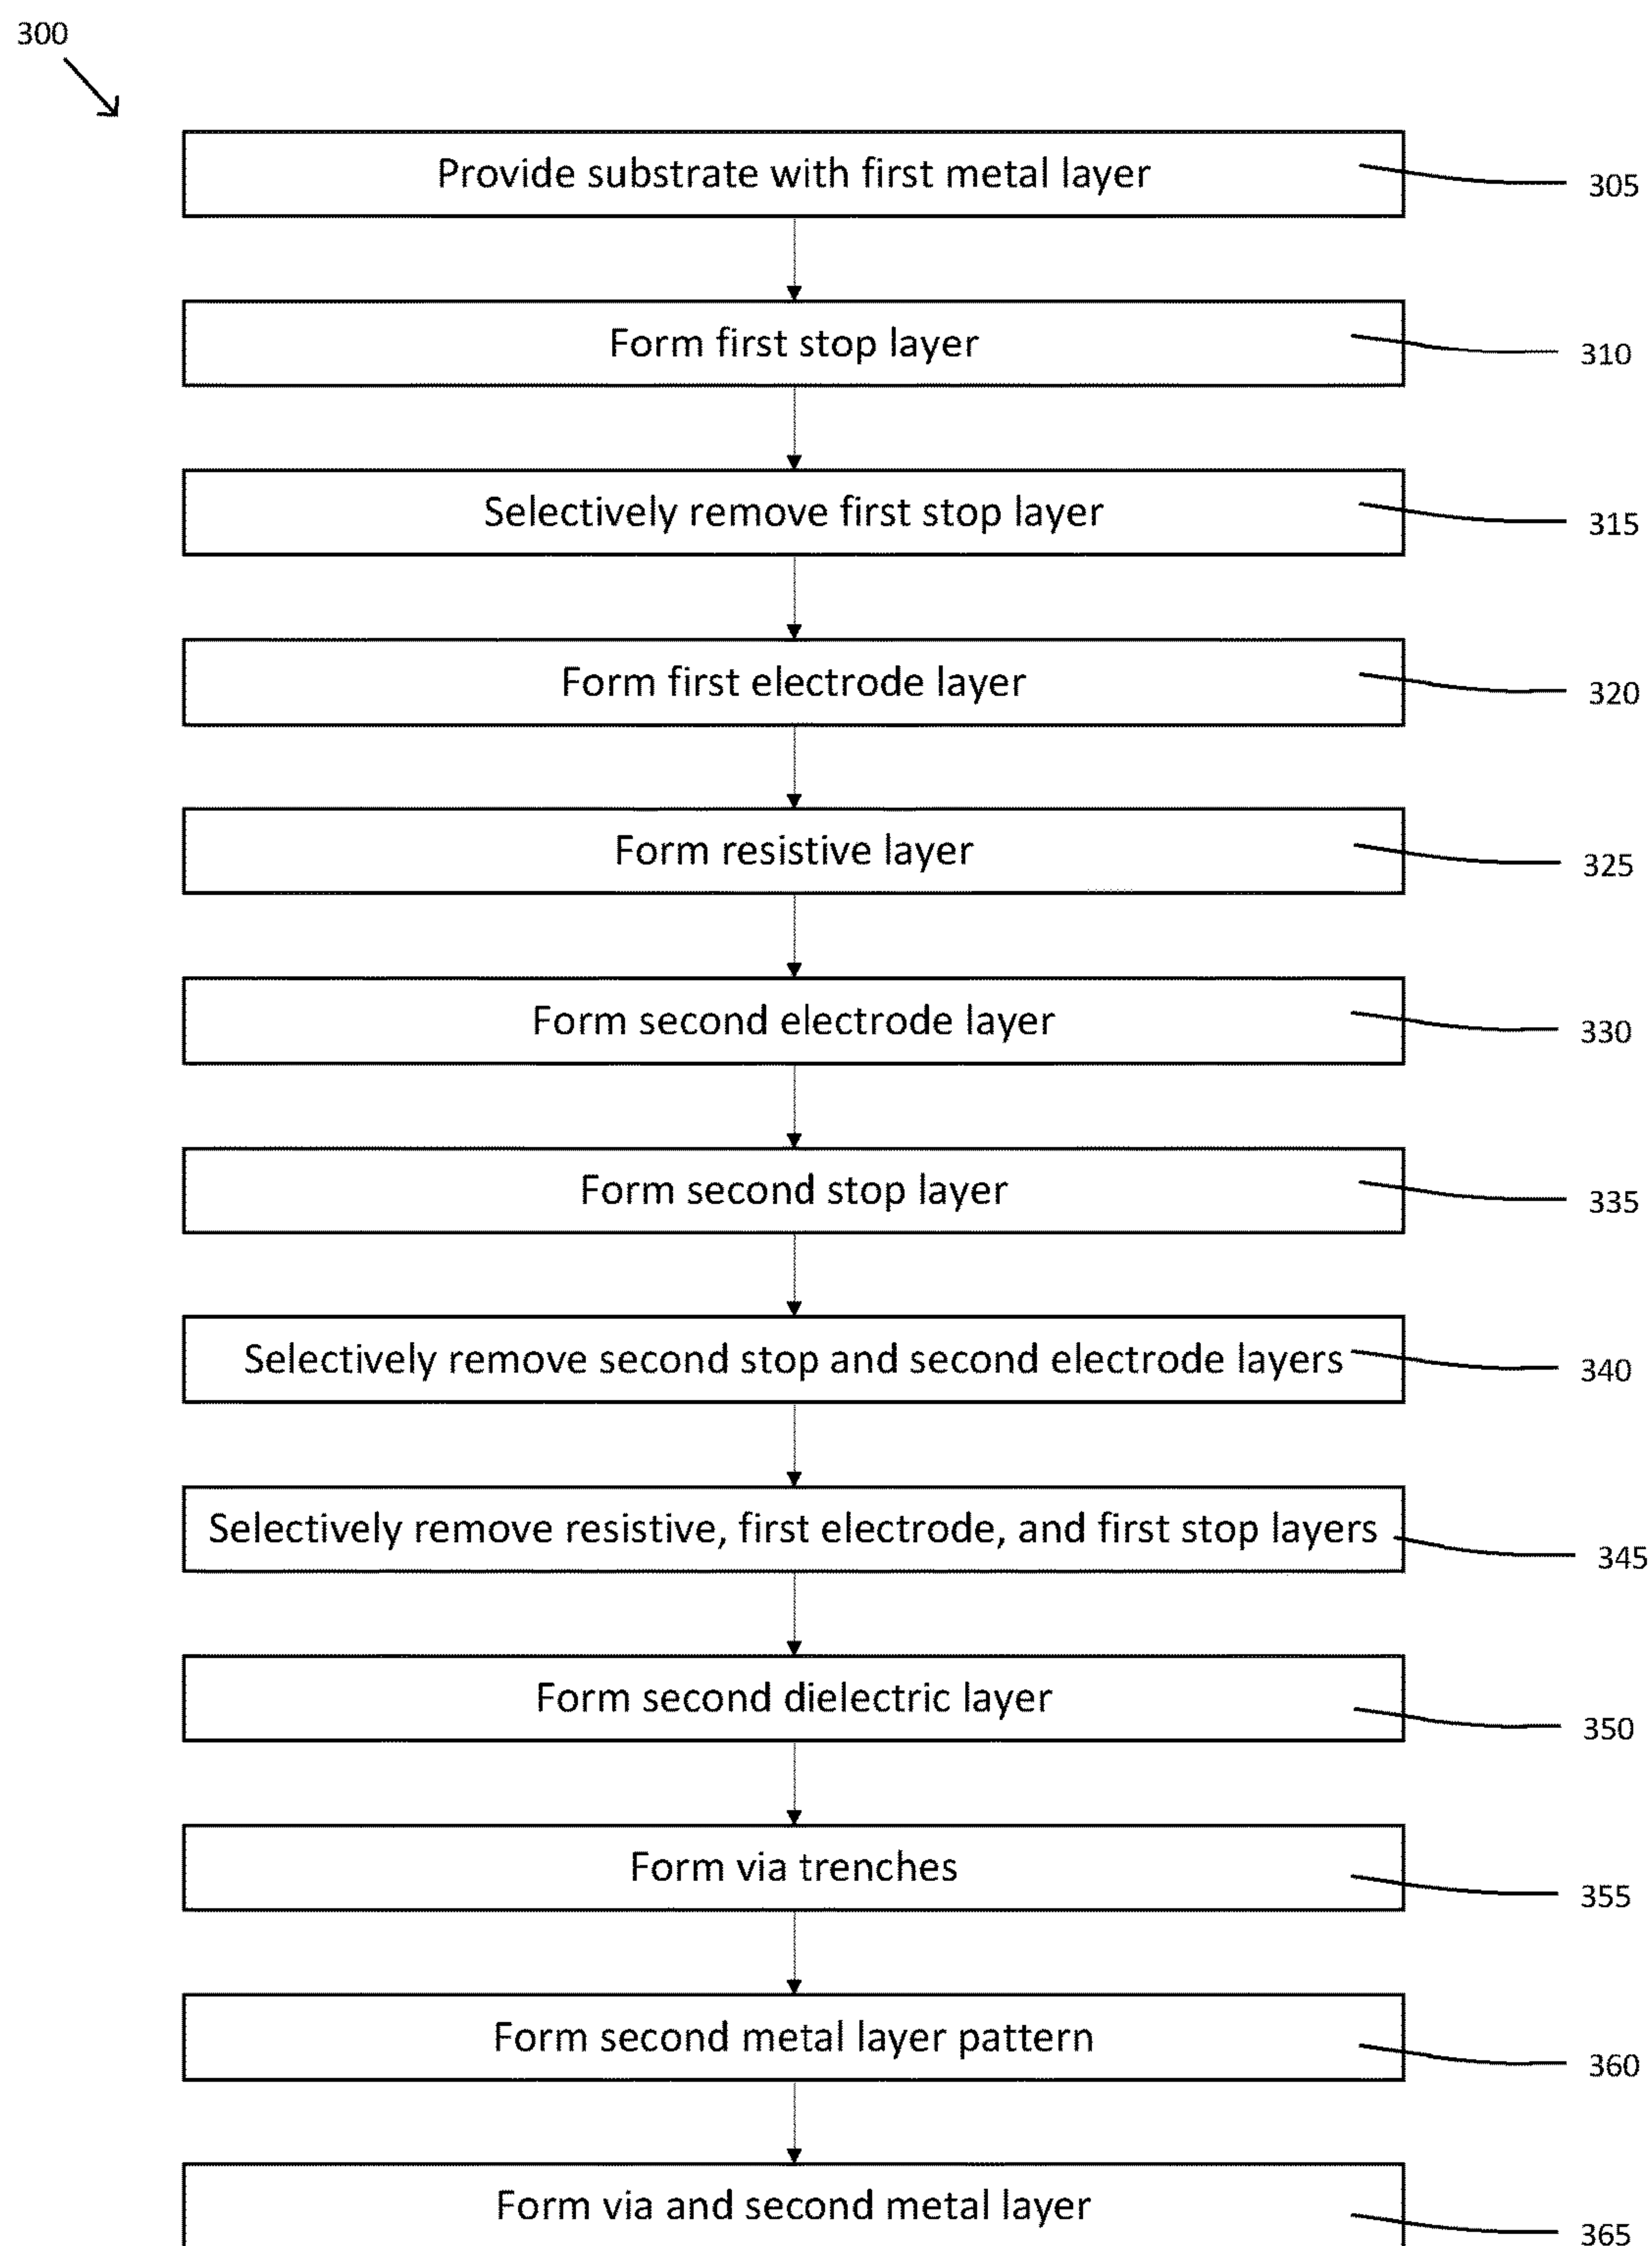 300
Provide substrate with first metal layer
305
Form first stop layer
310
Selectively remove first stop layer
315
Form first electrode layer
320
Form resistive layer
325
Form second electrode layer
330
Form second stop layer
335
Selectively remove second stop and second electrode layers
340
Selectively remove resistive, first electrode, and first stop layers
345
Form second dielectric layer
350
Form via trenches
355
Form second metal layer pattern
360
Form via and second metal layer
365